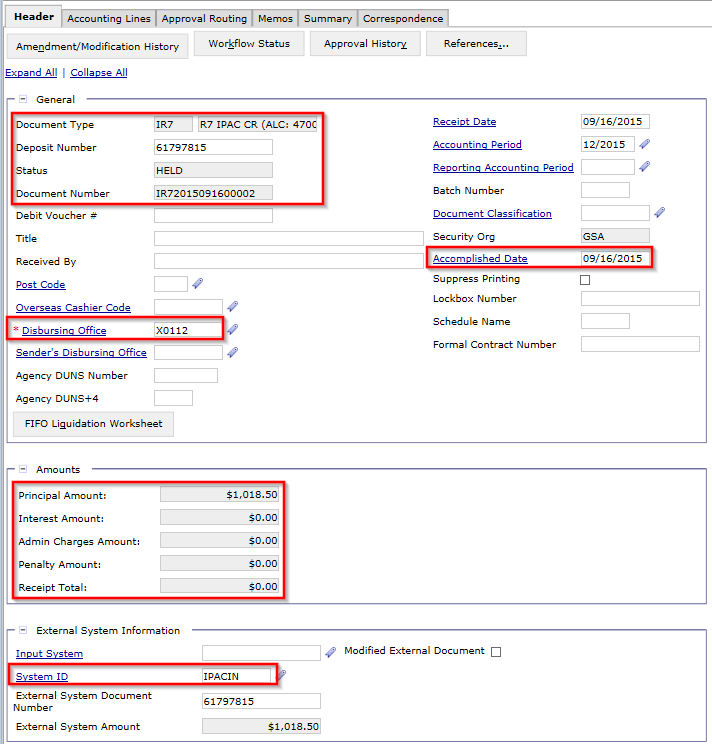 Header Accounting Lines Approval Routing Memos Summary Correspondence
Amendment/Modification History Workflow Status Approval History References...
Expand All | Collapse All
General
Document Type IR7 R7 IPAC CR (ALC: 4700 Receipt Date 09/16/2015
Deposit Number 61797815 Accounting Period 12/2015
Status HELD Reporting Accounting Period
Document Number IR72015091600002 Batch Number
Debit Voucher # Document Classification
Title Security Org GSA
Received By Accomplished Date 09/16/2015
Post Code Suppress Printing
Overseas Cashier Code Lockbox Number
* Disbursing Office X0112 Schedule Name
Sender's Disbursing Office Formal Contract Number
Agency DUNS Number
Agency DUNS+4
FIFO Liquidation Worksheet
Amounts
Principal Amount: $1,018.50
Interest Amount: $0.00
Admin Charges Amount: $0.00
Penalty Amount: $0.00
Receipt Total: $0.00
External System Information
Input System Modified External Document
System ID IPACIN
External System Document
Number 61797815
External System Amount $1,018.50